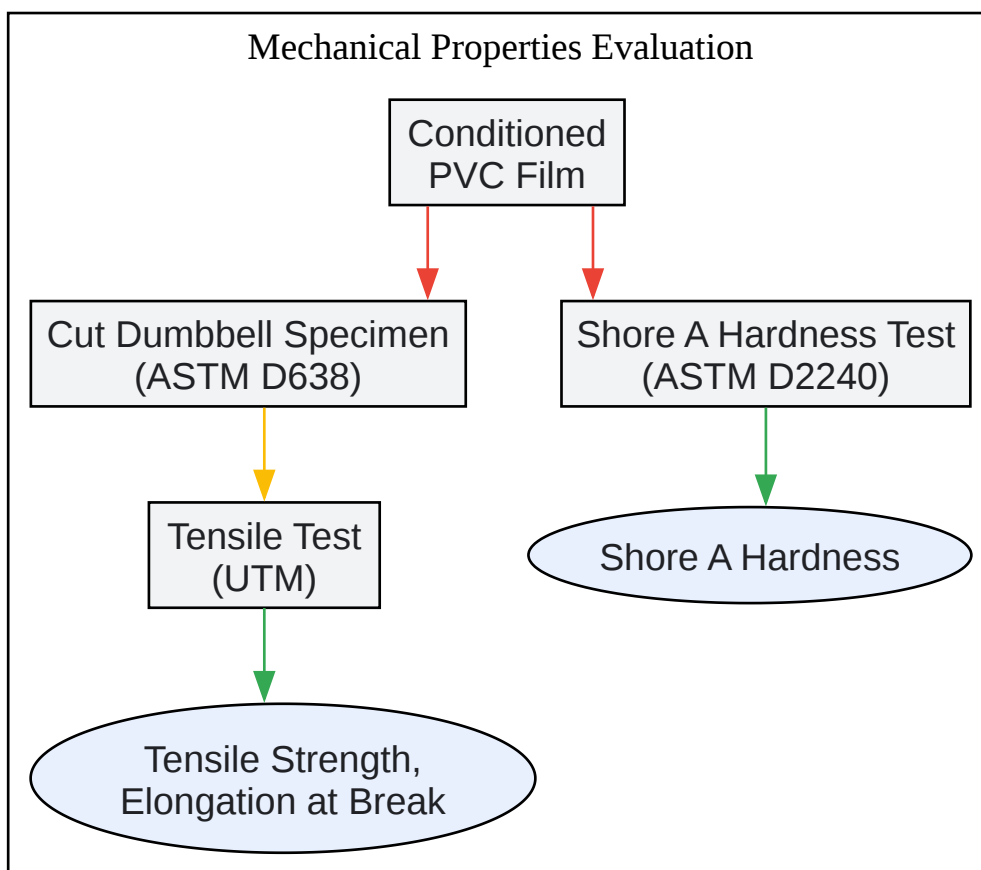 Mechanical Properties Evaluation
Conditioned
PVC Film
Cut Dumbbell Specimen
(ASTM D638)
Shore A Hardness Test
(ASTM D2240)
Tensile Test
(UTM)
Shore A Hardness
Tensile Strength,
Elongation at Break